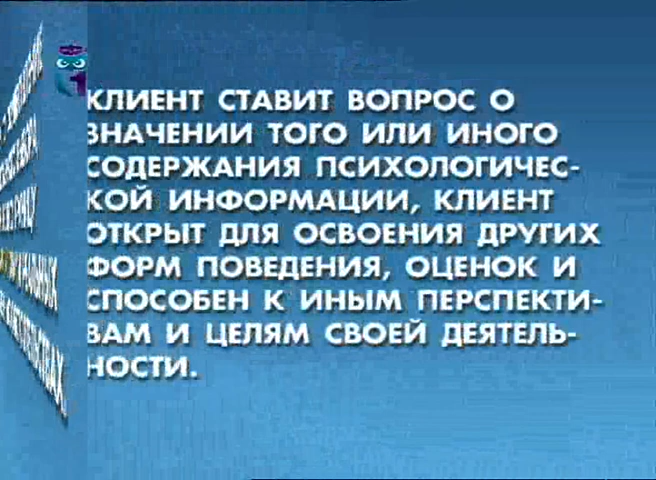 КЛИЕНТ СТАВИТ ВОПРОС О
ЗНАЧЕНИИ ТОГО ИЛИ ИНОГО
СОДЕРЖАНИЯ ПСИХОЛОГИЧЕС-
КОЙ ИНФОРМАЦИИ, КЛИЕНТ
ОТКРЫТ ДЛЯ ОСВОЕНИЯ ДРУГИХ
ФОРМ ПОВЕДЕНИЯ, ОЦЕНОК И
СПОСОБЕН К ИНЫМ ПЕРСПЕКТИ-
ВАМ И ЦЕЛЯМ СВОЕЙ ДЕЯТЕЛЬ-
НОСТИ.
1